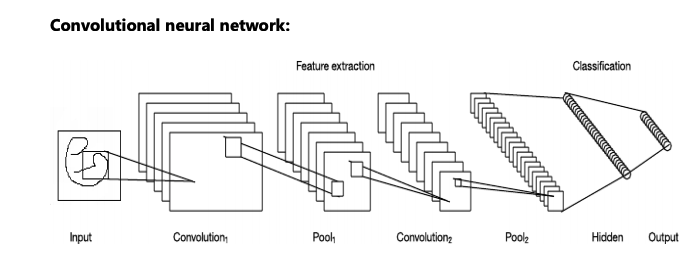 Convolutional neural network:
Feature extraction
Classification
Input
Convolution₁
Pool₁
Convolution₂
Pool₂
Hidden
Output